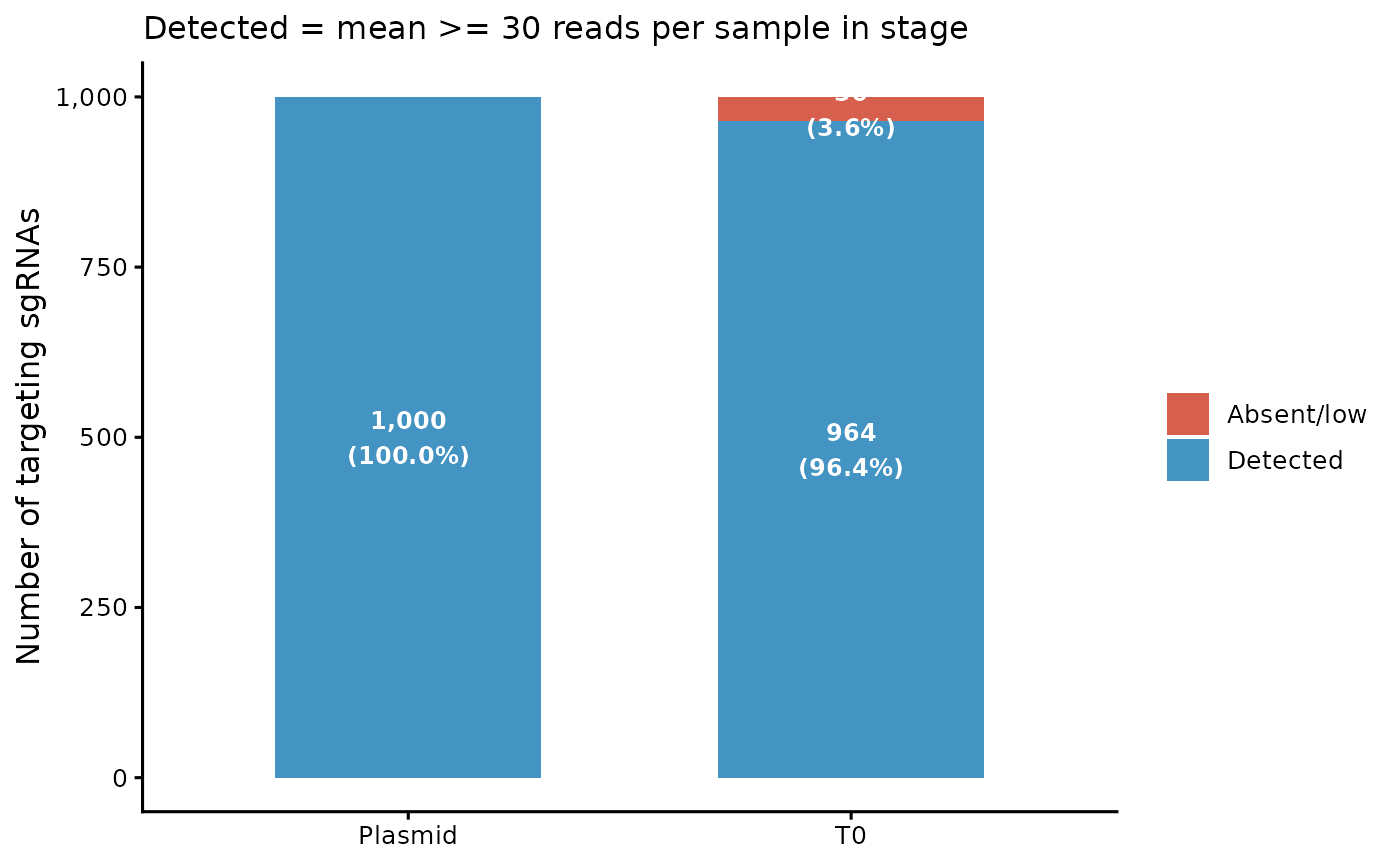 Detected = mean >= 30 reads per sample in stage
Number of targeting sgRNAs
1,000
750
500
250
0
1,000
(100.0%)
(3.6%)
964
(96.4%)
Plasmid
T0
Absent/low
Detected